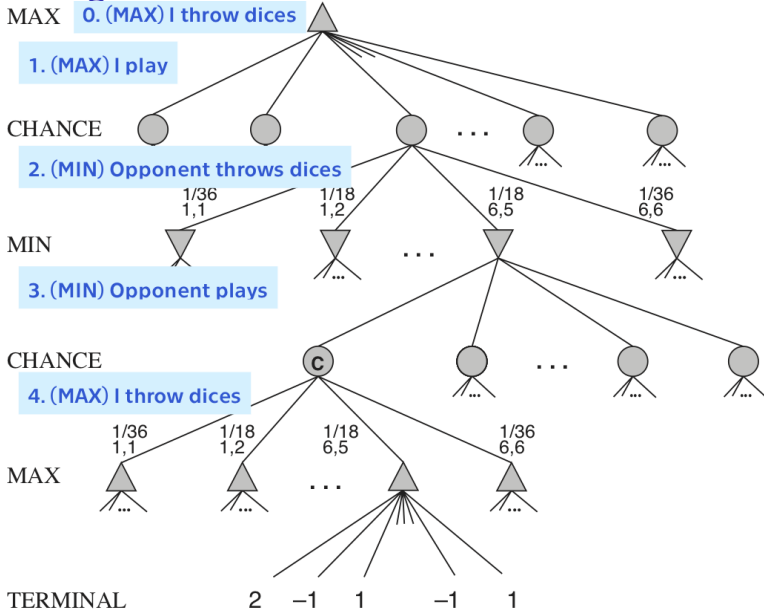 MAX 0. (MAX) I throw dices
1. (MAX) I play
CHANCE ...
... ...
2. (MIN) Opponent throws dices
1/36 1/18 1/18 1/36
1,1 1,2 6,5 6,6
MIN ...
... ...
3. (MIN) Opponent plays
CHANCE C ...
... ... ...
4. (MAX) I throw dices
1/36 1/18 1/18 1/36
1,1 1,2 6,5 6,6
MAX ...
... ... ...
TERMINAL 2 –1 1 –1 1